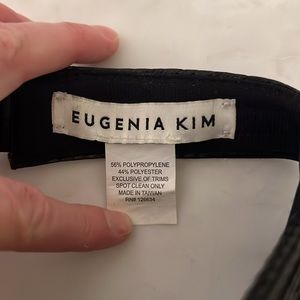 EUGENIA KIM
56% POLYPROPYLENE
44% POLYESTER
EXCLUSIVE OF TRIMS
SPOT CLEAN ONLY
MADE IN TAIWAN
RN# 126634